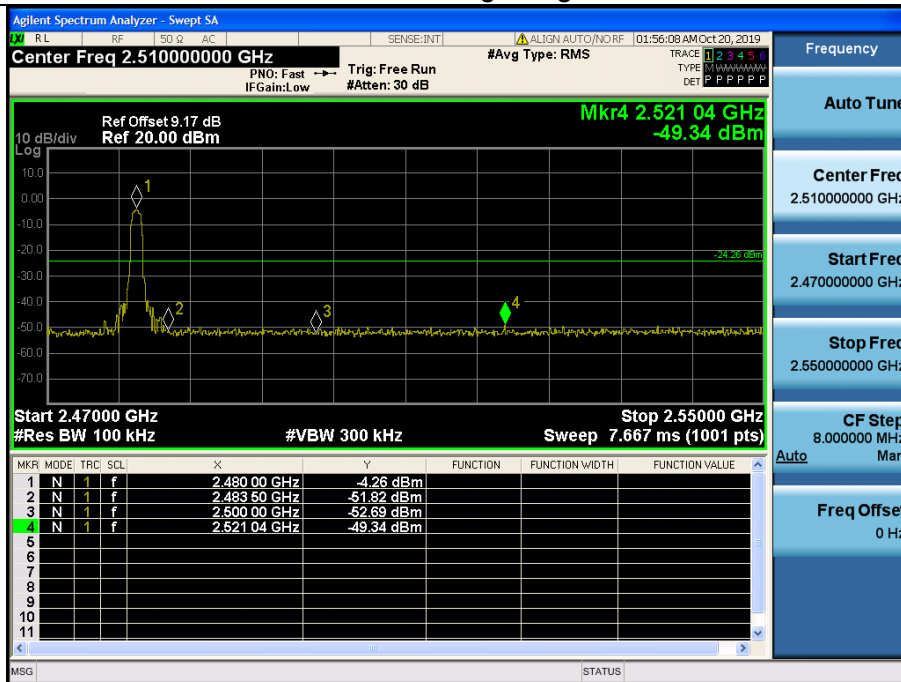 Agilent Spectrum Analyzer - Swept SA
LXI RL RF 50 Ω AC SENSE:INT ALIGN AUTO/NO RF 01:56:08 AM Oct 20, 2019
Center Freq 2.510000000 GHz #Avg Type: RMS TRACE 1 2 3 4 5 6
PNO: Fast Trig: Free Run TYPE M WWWWW
IFGain:Low #Atten: 30 dB DET P P P P P P
Mkr4 2.521 04 GHz
-49.34 dBm
Ref Offset 9.17 dB
10 dB/div Ref 20.00 dBm
Log
10.0
0.00
-10.0
-20.0
-30.0
-40.0
-50.0
-60.0
-70.0
1
2
3
4
-24.26 dBm
Start 2.47000 GHz Stop 2.55000 GHz
#Res BW 100 kHz #VBW 300 kHz Sweep 7.667 ms (1001 pts)
MKR MODE TRC SCL X Y FUNCTION FUNCTION WIDTH FUNCTION VALUE
1 N 1 f 2.480 00 GHz -4.26 dBm
2 N 1 f 2.483 50 GHz -51.82 dBm
3 N 1 f 2.500 00 GHz -52.69 dBm
4 N 1 f 2.521 04 GHz -49.34 dBm
5
6
7
8
9
10
11
MSG STATUS
Frequency
Auto Tune
Center Freq
2.510000000 GHz
Start Freq
2.470000000 GHz
Stop Freq
2.550000000 GHz
CF Step
8.000000 MHz
Auto Man
Freq Offset
0 Hz